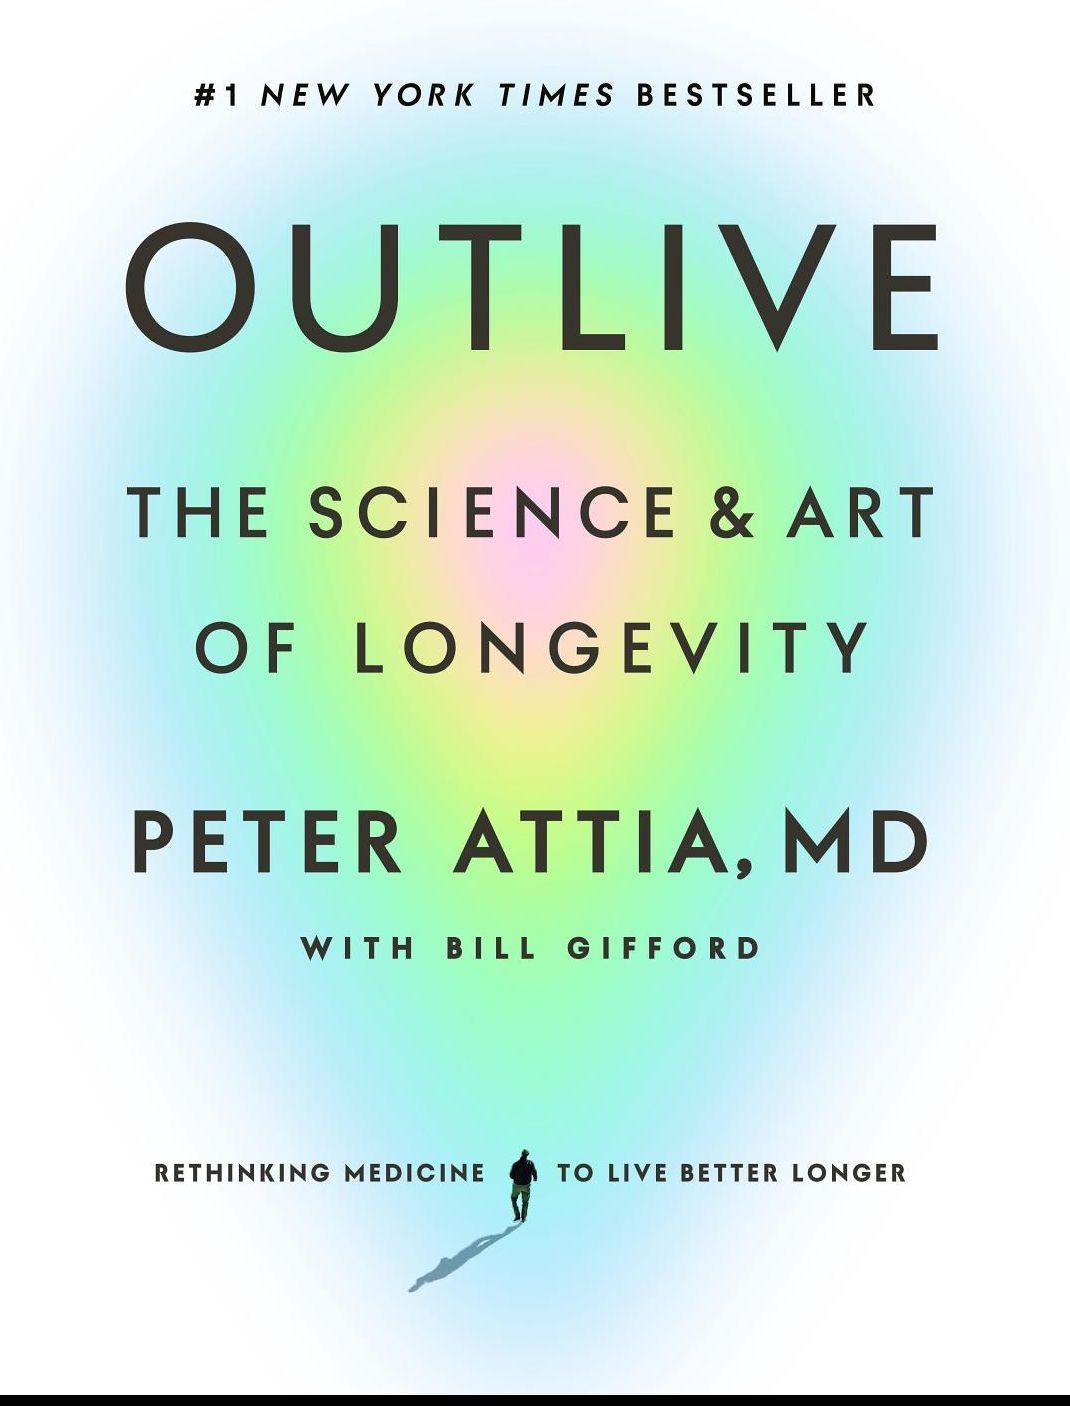 #1 NEW YORK TIMES BESTSELLER
OUTLIVE
THE SCIENCE & ART
OF LONGEVITY
PETER ATTIA, MD
WITH BILL GIFFORD
RETHINKING MEDICINE TO LIVE BETTER LONGER